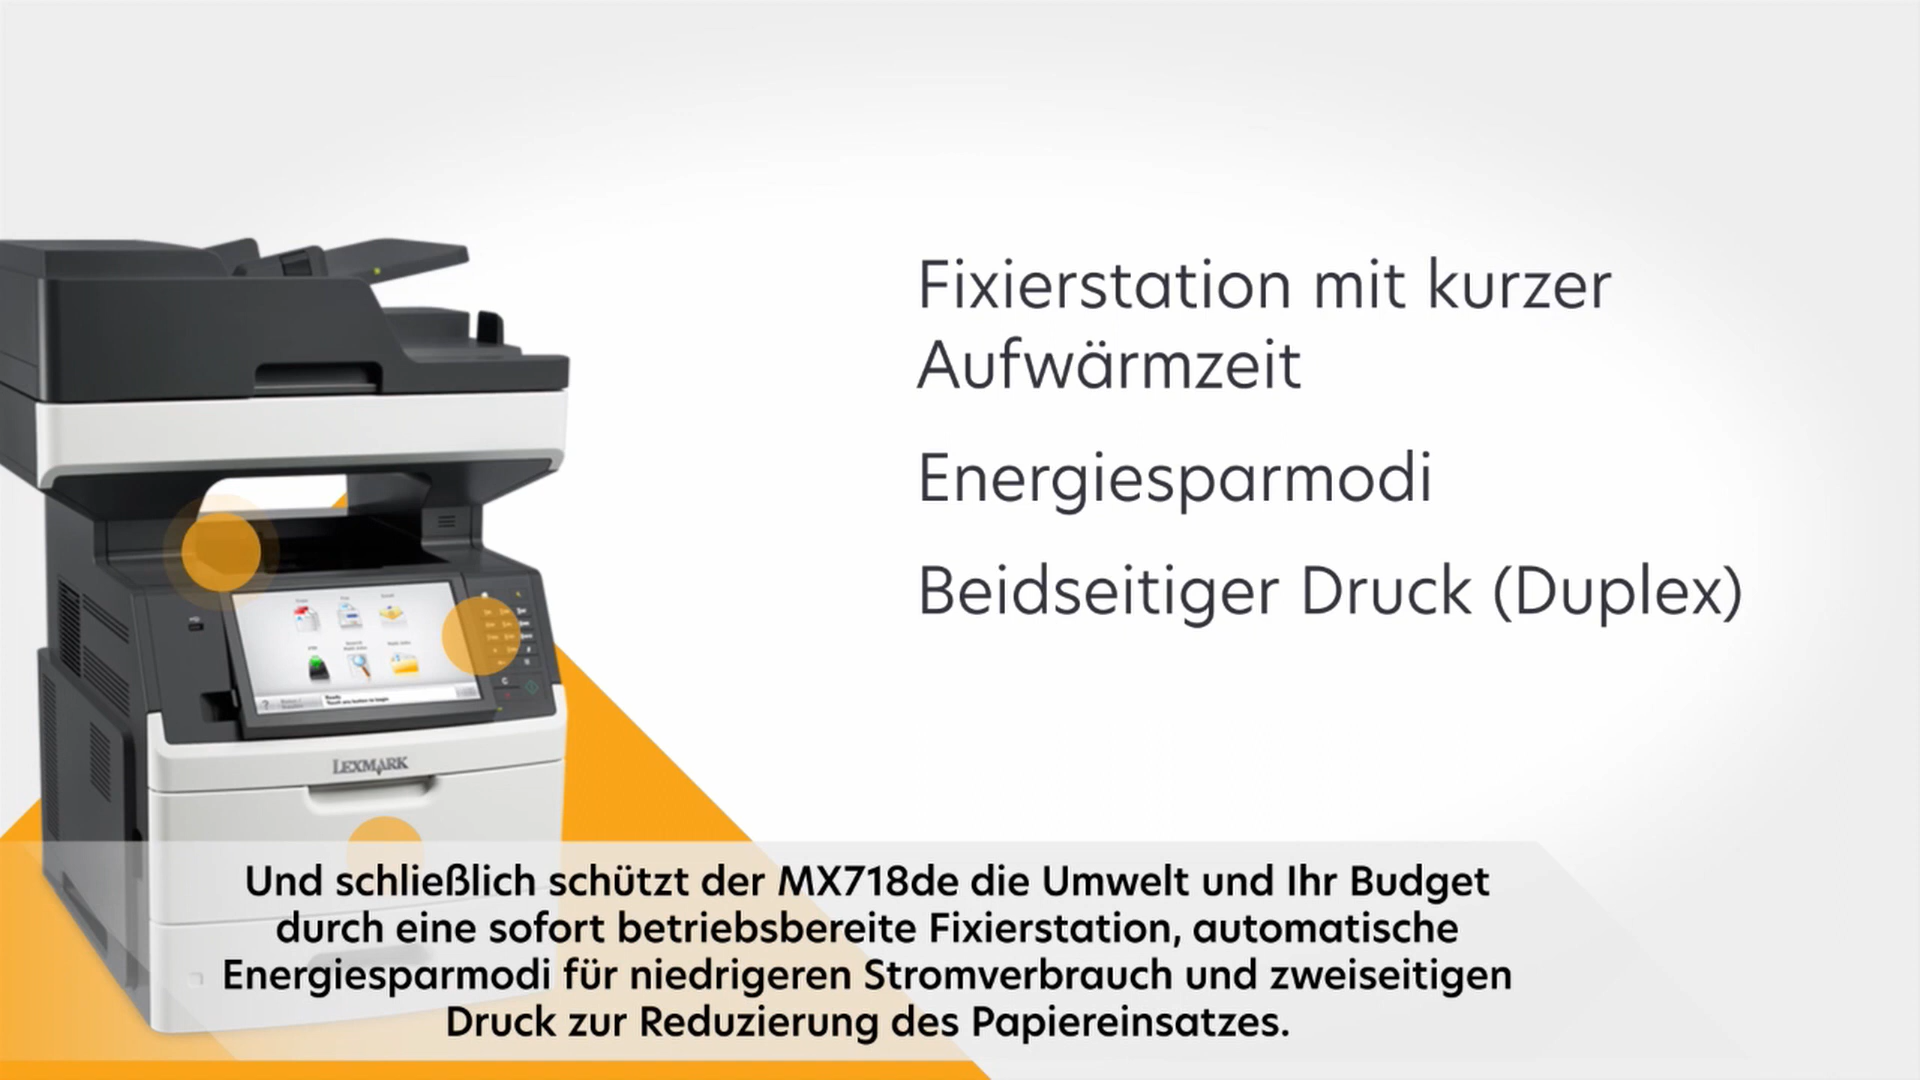 Fixierstation mit kurzer
Aufwärmzeit
Energiesparmodi
Beidseitiger Druck (Duplex)
LEXMARK
Und schließlich schützt der MX718de die Umwelt und Ihr Budget
durch eine sofort betriebsbereite Fixierstation, automatische
Energiesparmodi für niedrigeren Stromverbrauch und zweiseitigen
Druck zur Reduzierung des Papiereinsatzes.